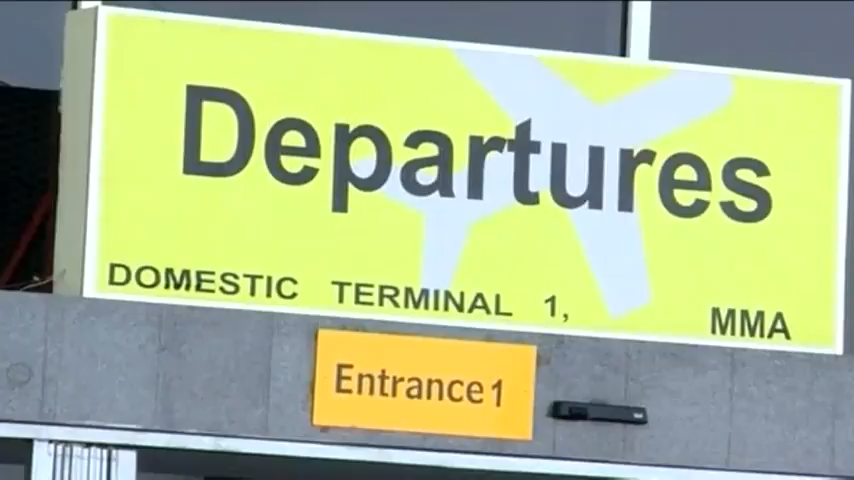 Departures
DOMESTIC TERMINAL 1, MMA
Entrance1